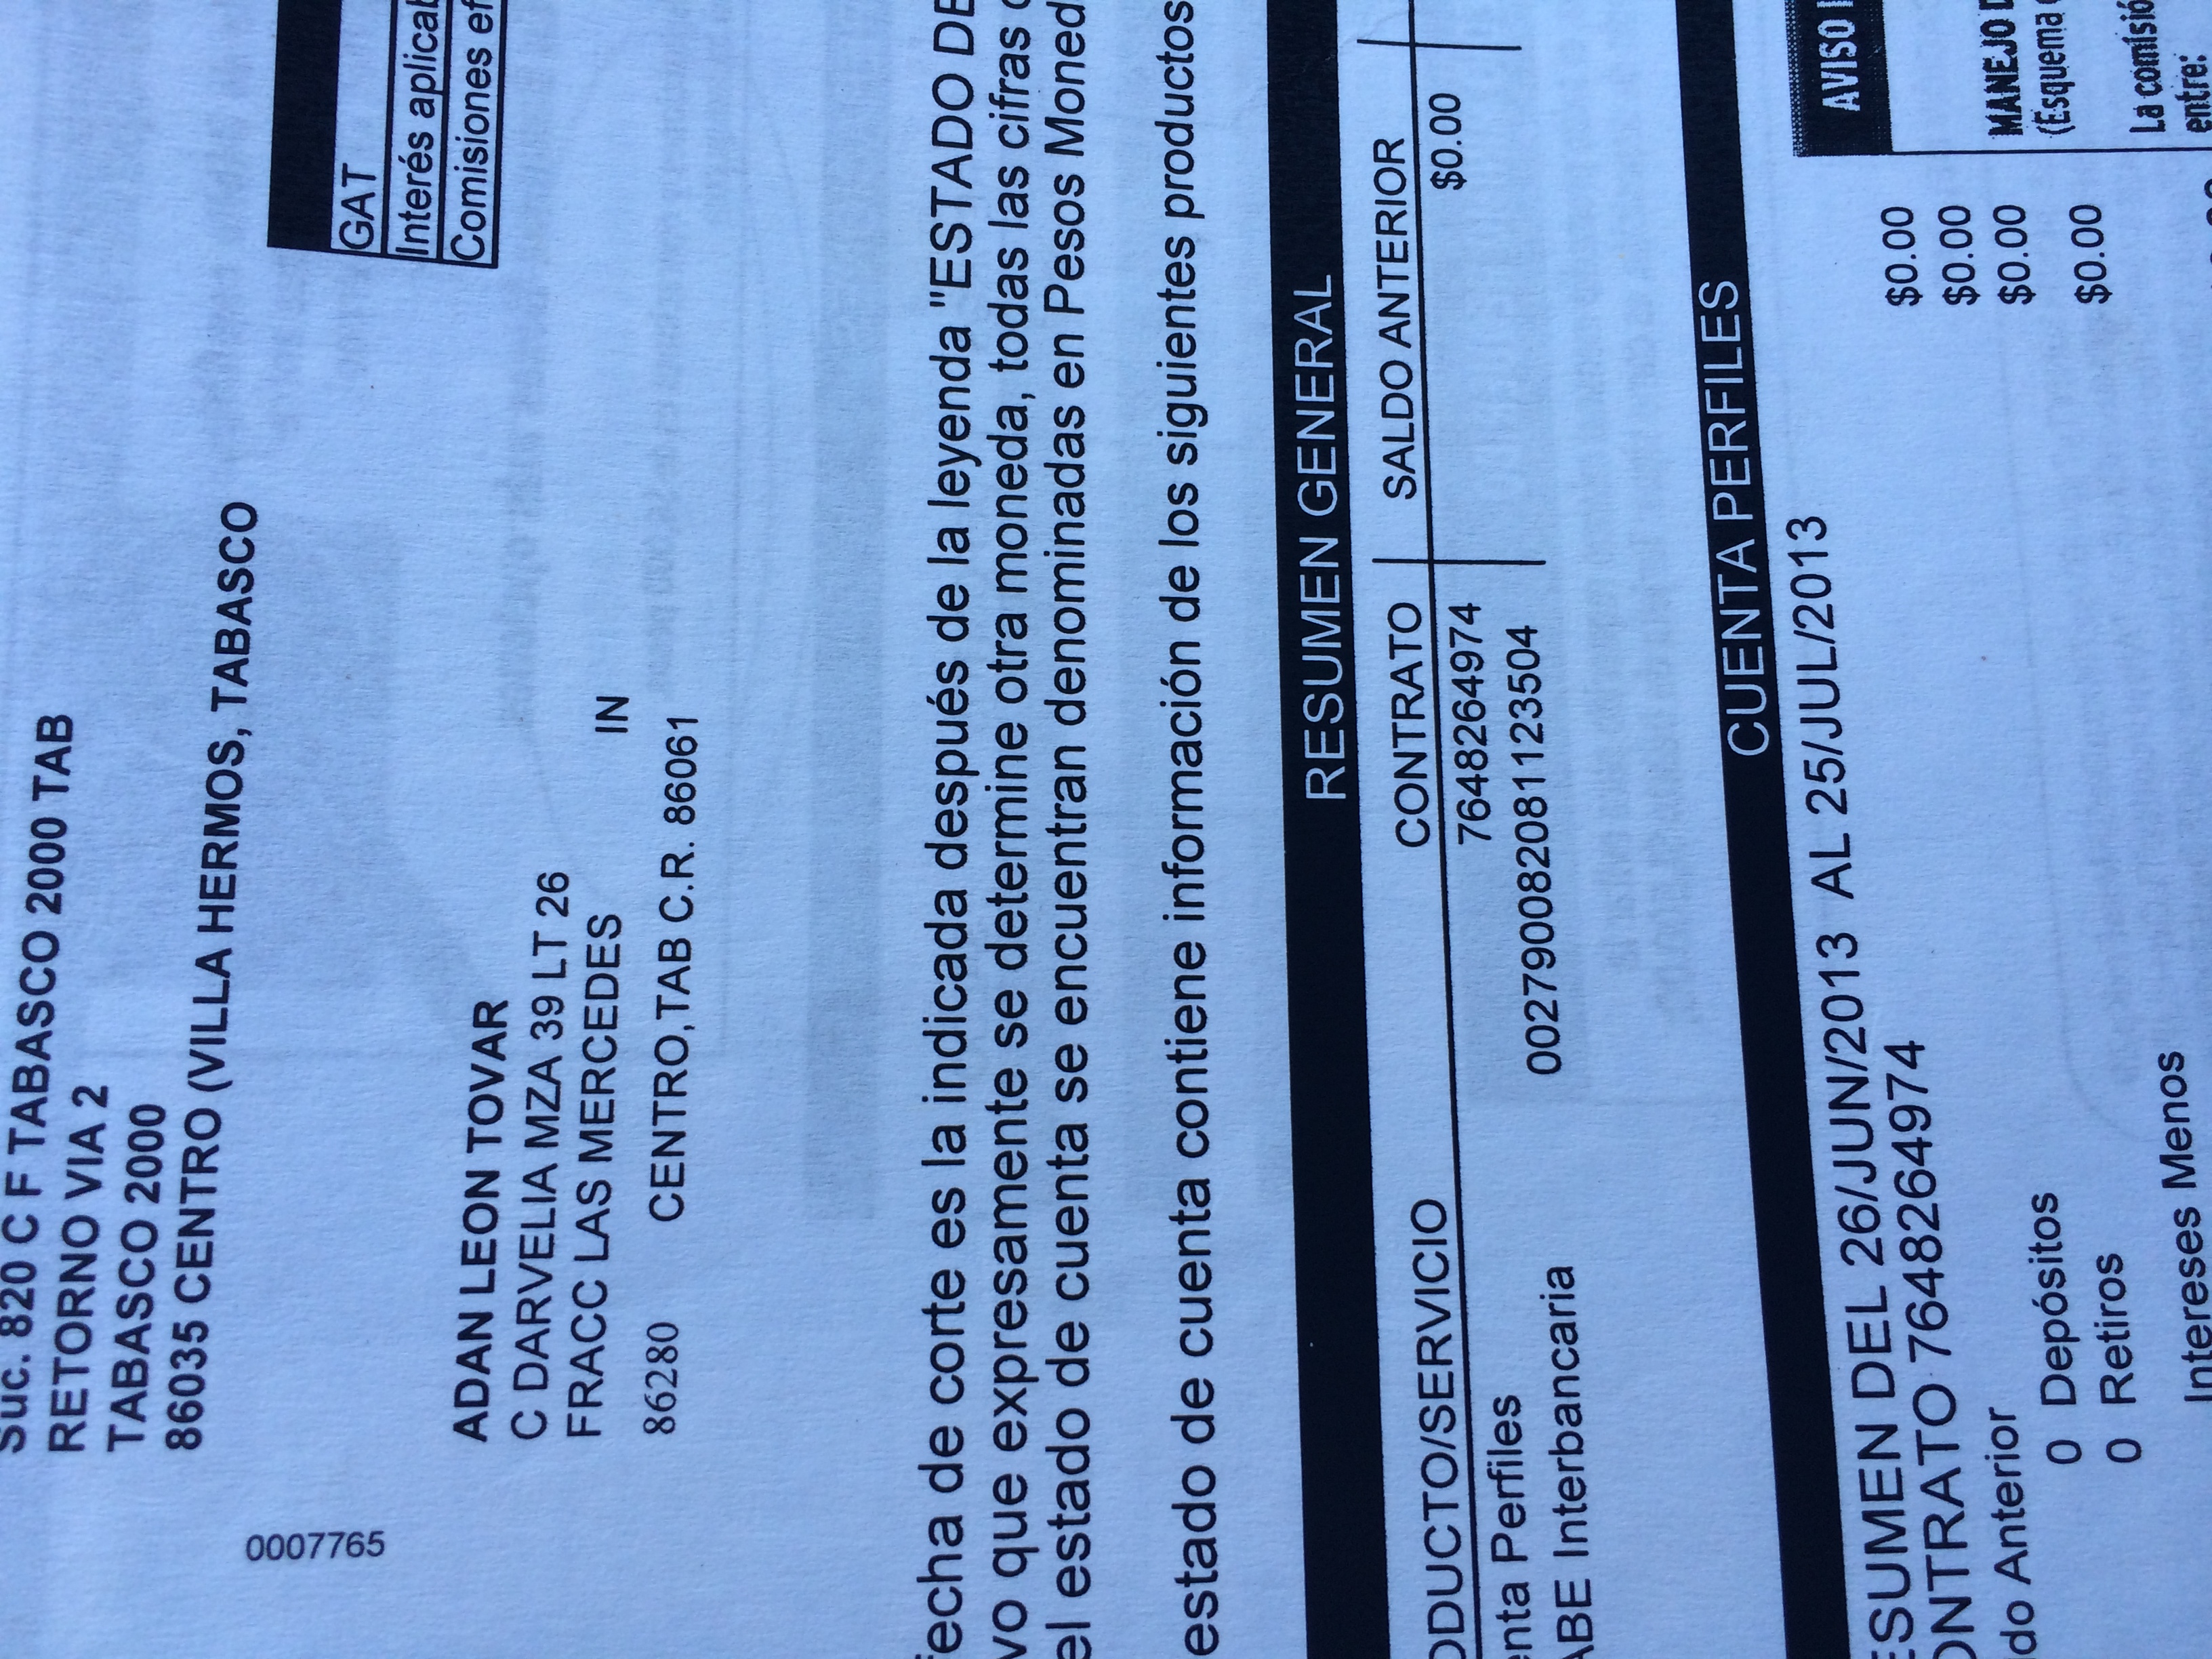 Suc. 820 C F TABASCO 2000 TAB
RETORNO VIA 2
TABASCO 2000
86035 CENTRO (VILLA HERMOS, TABASCO
0007765
GAT
Interés aplicab
Comisiones ef
ADAN LEON TOVAR
C DARVELIA MZA 39 LT 26
FRACC LAS MERCEDES IN
86280 CENTRO,TAB C.R. 86061
fecha de corte es la indicada después de la leyenda "ESTADO DE
vo que expresamente se determine otra moneda, todas las cifras c
el estado de cuenta se encuentran denominadas en Pesos Moned
estado de cuenta contiene información de los siguientes productos
RESUMEN GENERAL
ODUCTO/SERVICIO CONTRATO SALDO ANTERIOR
enta Perfiles 7648264974 $0.00
ABE Interbancaria 002790082081123504
CUENTA PERFILES
ESUMEN DEL 26/JUN/2013 AL 25/JUL/2013
ONTRATO 7648264974
ldo Anterior $0.00
0 Depósitos $0.00
0 Retiros $0.00
Intereses Menos $0.00
AVISO I
MANEJO D
(Esquema
La comisió
entre: